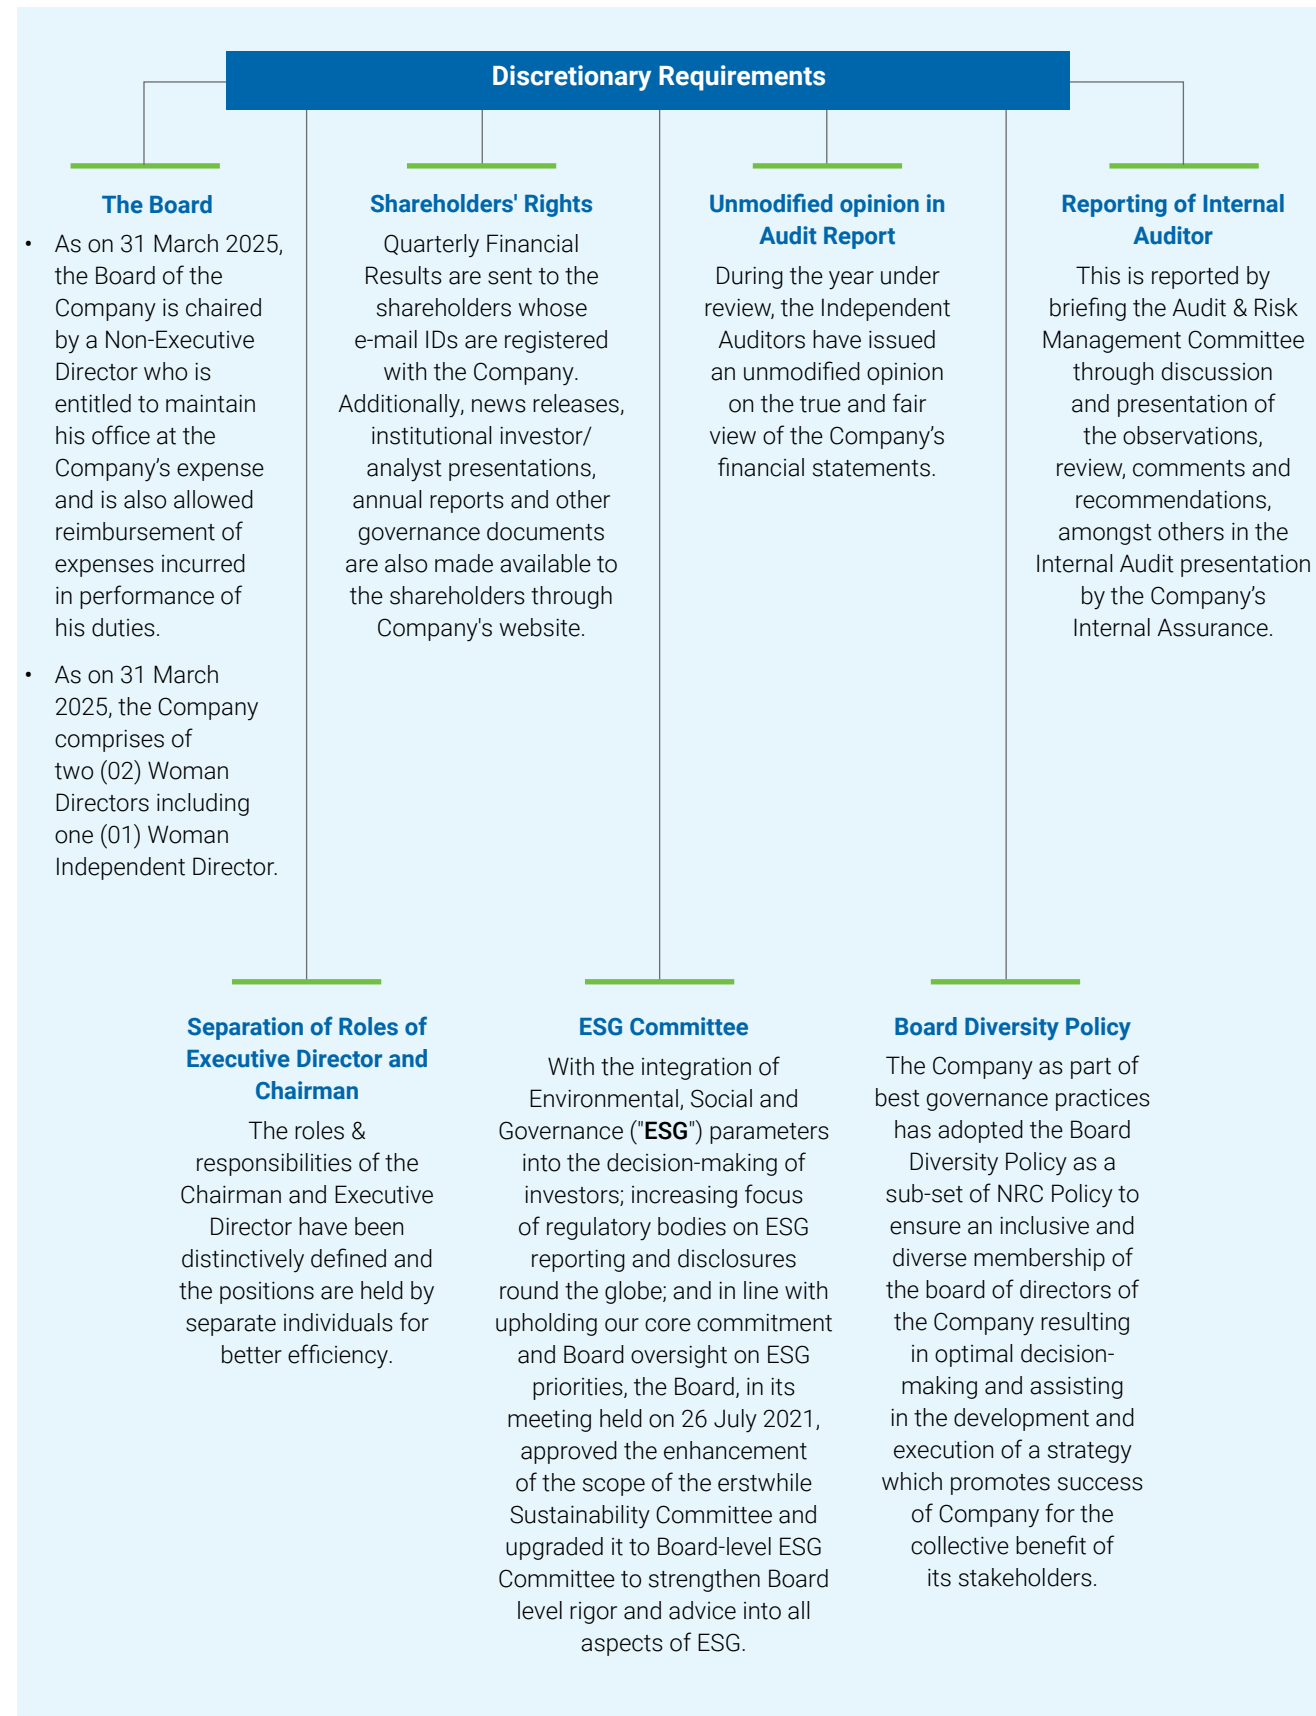 Discretionary Requirements
The Board
• As on 31 March 2025,
the Board of the
Company is chaired
by a Non-Executive
Director who is
entitled to maintain
his office at the
Company’s expense
and is also allowed
reimbursement of
expenses incurred
in performance of
his duties.
• As on 31 March
2025, the Company
comprises of
two (02) Woman
Directors including
one (01) Woman
Independent Director.
Shareholders' Rights
Quarterly Financial
Results are sent to the
shareholders whose
e-mail IDs are registered
with the Company.
Additionally, news releases,
institutional investor/
analyst presentations,
annual reports and other
governance documents
are also made available to
the shareholders through
Company's website.
Unmodified opinion in
Audit Report
During the year under
review, the Independent
Auditors have issued
an unmodified opinion
on the true and fair
view of the Company’s
financial statements.
Reporting of Internal
Auditor
This is reported by
briefing the Audit & Risk
Management Committee
through discussion
and presentation of
the observations,
review, comments and
recommendations,
amongst others in the
Internal Audit presentation
by the Company’s
Internal Assurance.
Separation of Roles of
Executive Director and
Chairman
The roles &
responsibilities of the
Chairman and Executive
Director have been
distinctively defined and
the positions are held by
separate individuals for
better efficiency.
ESG Committee
With the integration of
Environmental, Social and
Governance ("ESG") parameters
into the decision-making of
investors; increasing focus
of regulatory bodies on ESG
reporting and disclosures
round the globe; and in line with
upholding our core commitment
and Board oversight on ESG
priorities, the Board, in its
meeting held on 26 July 2021,
approved the enhancement
of the scope of the erstwhile
Sustainability Committee and
upgraded it to Board-level ESG
Committee to strengthen Board
level rigor and advice into all
aspects of ESG.
Board Diversity Policy
The Company as part of
best governance practices
has adopted the Board
Diversity Policy as a
sub-set of NRC Policy to
ensure an inclusive and
diverse membership of
the board of directors of
the Company resulting
in optimal decision-
making and assisting
in the development and
execution of a strategy
which promotes success
of Company for the
collective benefit of
its stakeholders.